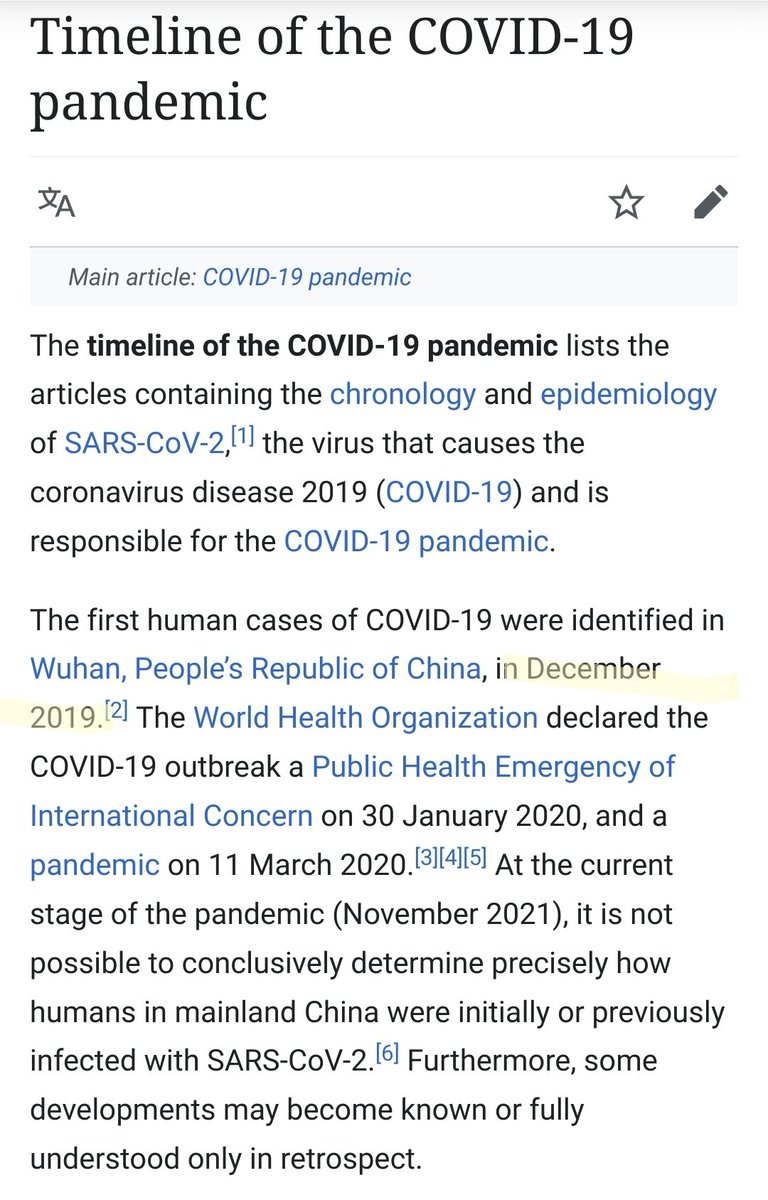 Timeline of the COVID-19
pandemic
文A
Main article: COVID-19 pandemic
The timeline of the COVID-19 pandemic lists the
articles containing the chronology and epidemiology
of SARS-CoV-2,[1] the virus that causes the
coronavirus disease 2019 (COVID-19) and is
responsible for the COVID-19 pandemic.
The first human cases of COVID-19 were identified in
Wuhan, People’s Republic of China, in December
2019.[2] The World Health Organization declared the
COVID-19 outbreak a Public Health Emergency of
International Concern on 30 January 2020, and a
pandemic on 11 March 2020.[3][4][5] At the current
stage of the pandemic (November 2021), it is not
possible to conclusively determine precisely how
humans in mainland China were initially or previously
infected with SARS-CoV-2.[6] Furthermore, some
developments may become known or fully
understood only in retrospect.